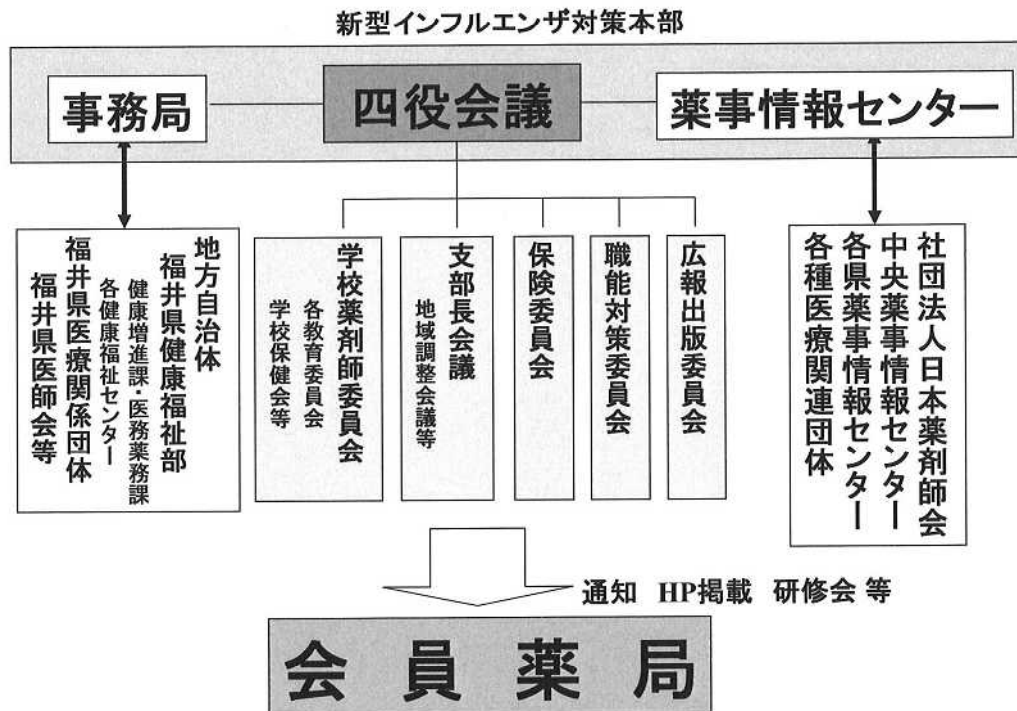 新型インフルエンザ対策本部
事務局
四役会議
薬事情報センター
地方自治体
福井県健康福祉部
健康増進課・医務薬務課
各健康福祉センター
福井県医療関係団体
福井県医師会等
学校薬剤師委員会
各教育委員会
学校保健会等
支部長会議
地域調整会議等
保険委員会
職能対策委員会
広報出版委員会
社団法人日本薬剤師会
中央薬事情報センター
各県薬事情報センター
各種医療関連団体
通知 HP掲載 研修会 等
会員薬局